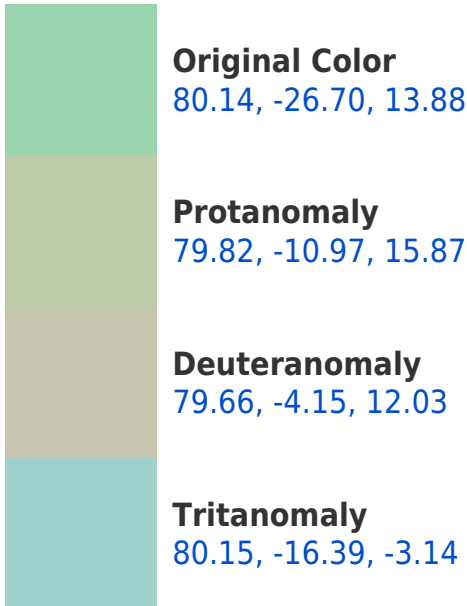 Original Color
80.14, -26.70, 13.88
Protanomaly
79.82, -10.97, 15.87
Deuteranomaly
79.66, -4.15, 12.03
Tritanomaly
80.15, -16.39, -3.14